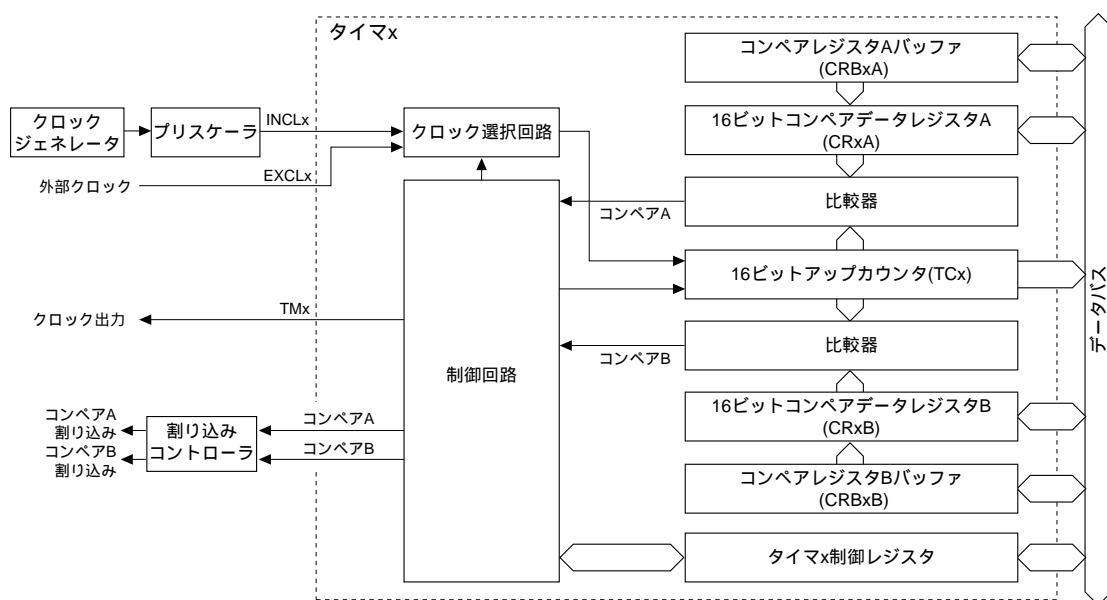 タイマx
コンペアレジスタAバッファ
(CRBxA)
クロック
ジェネレータ
プリスケーラ
INCLx
クロック選択回路
16ビットコンペアデータレジスタA
(CRxA)
外部クロック
EXCLx
コンペアA
比較器
16ビットアップカウンタ(TCx)
クロック出力
TMx
制御回路
コンペアB
比較器
データバス
コンペアA
割り込み
コンペアB
割り込み
割り込み
コントローラ
コンペアA
コンペアB
16ビットコンペアデータレジスタB
(CRxB)
コンペアレジスタBバッファ
(CRBxB)
タイマx制御レジスタ